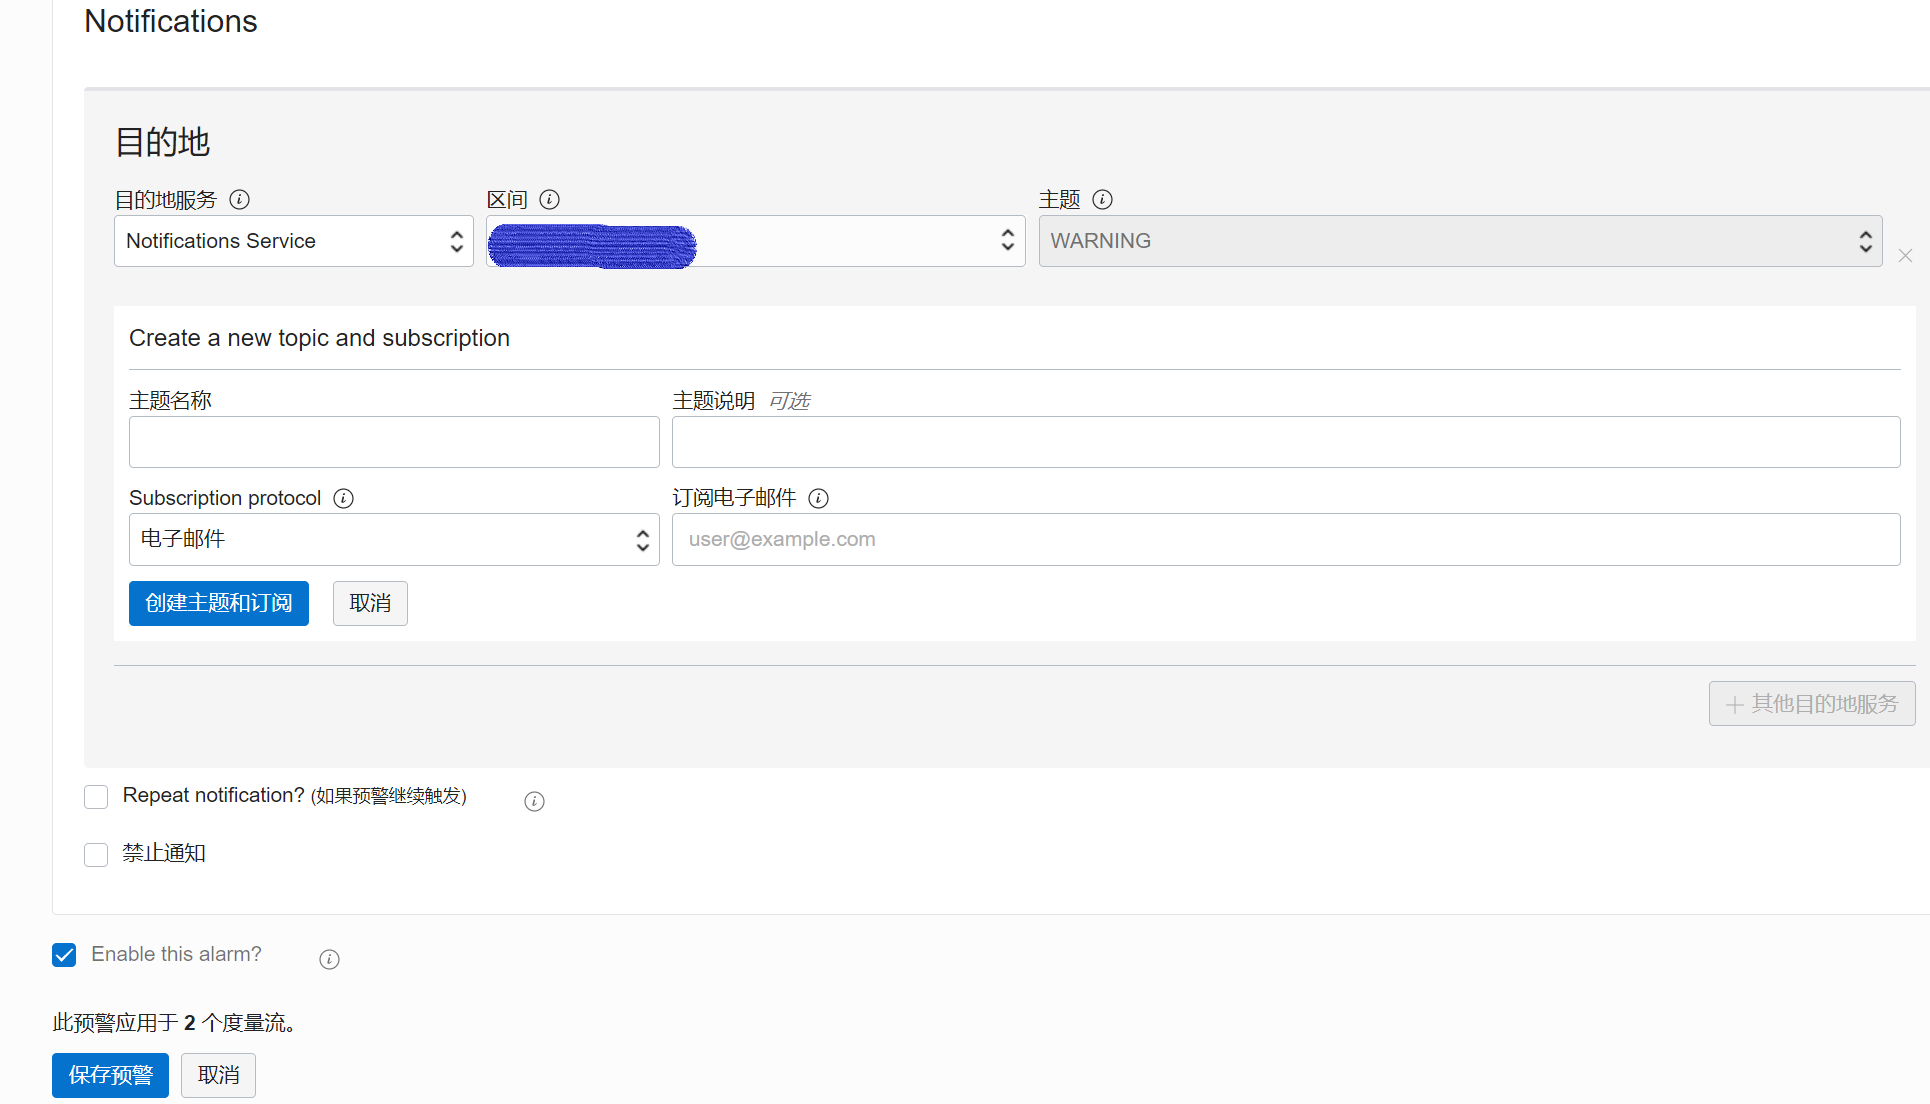 Notifications
目的地
目的地服务 区间 主题
Notifications Service WARNING
Create a new topic and subscription
主题名称 主题说明 可选
Subscription protocol 订阅电子邮件
电子邮件 user@example.com
创建主题和订阅 取消
其他目的地服务
Repeat notification? (如果预警继续触发)
禁止通知
Enable this alarm?
此预警应用于 2 个度量流。
保存预警 取消